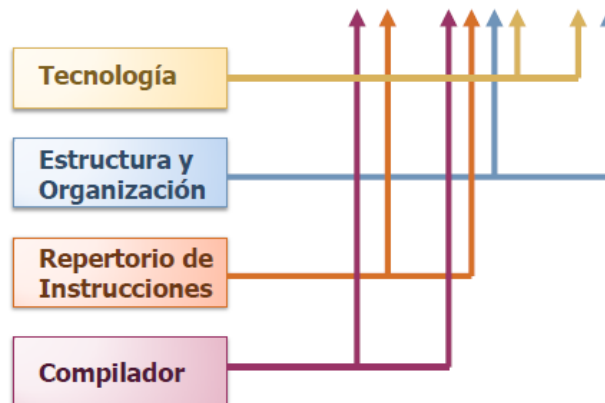 Tecnología
Estructura y
Organización
Repertorio de
Instrucciones
Compilador